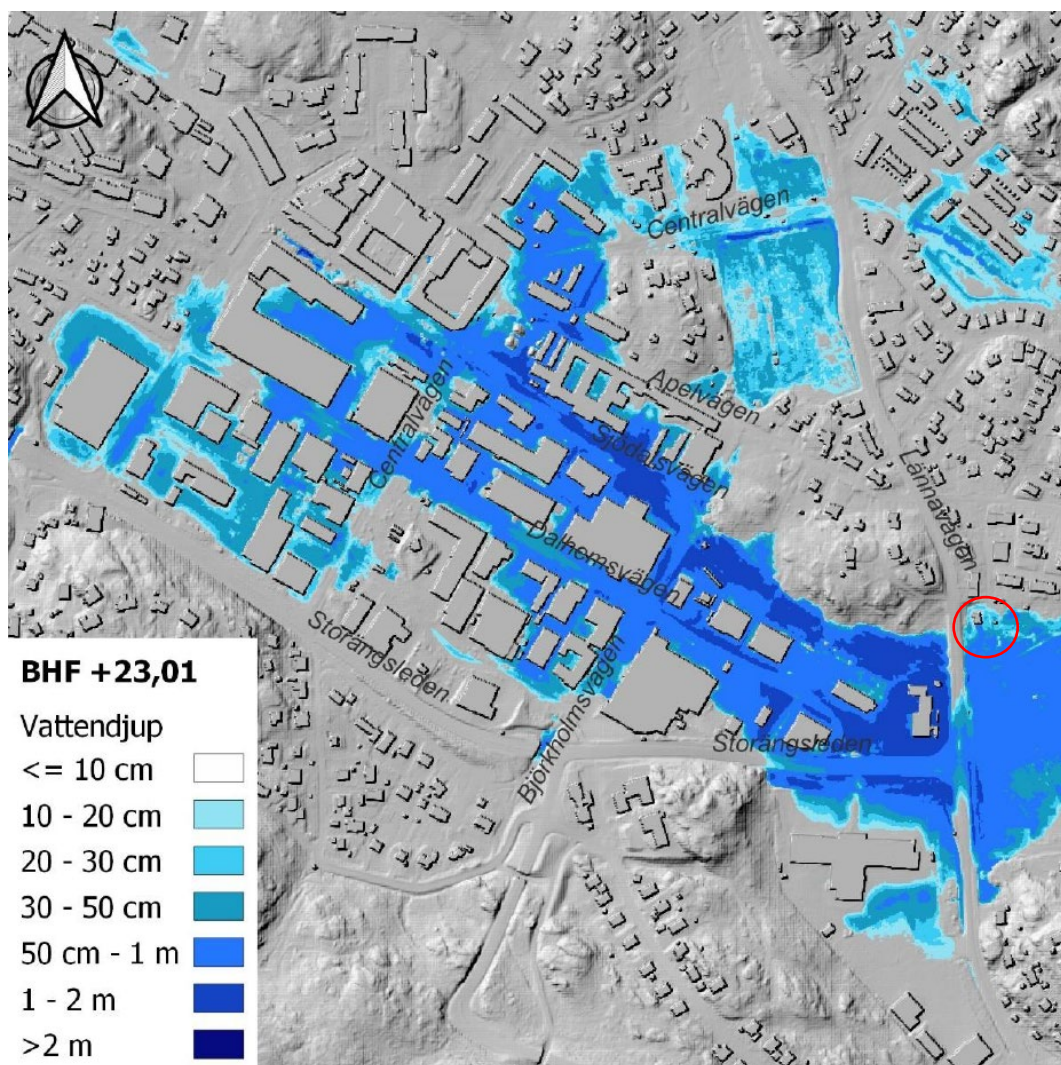 Centralvägen
Apelvägen
Centralvägen
Sjödalsvägen
Lännavägen
Dalhomsvägen
Storängsleden
Björkholmsvägen
Storängsleden
BHF +23,01
Vattendjup
<= 10 cm
10 - 20 cm
20 - 30 cm
30 - 50 cm
50 cm - 1 m
1 - 2 m
>2 m